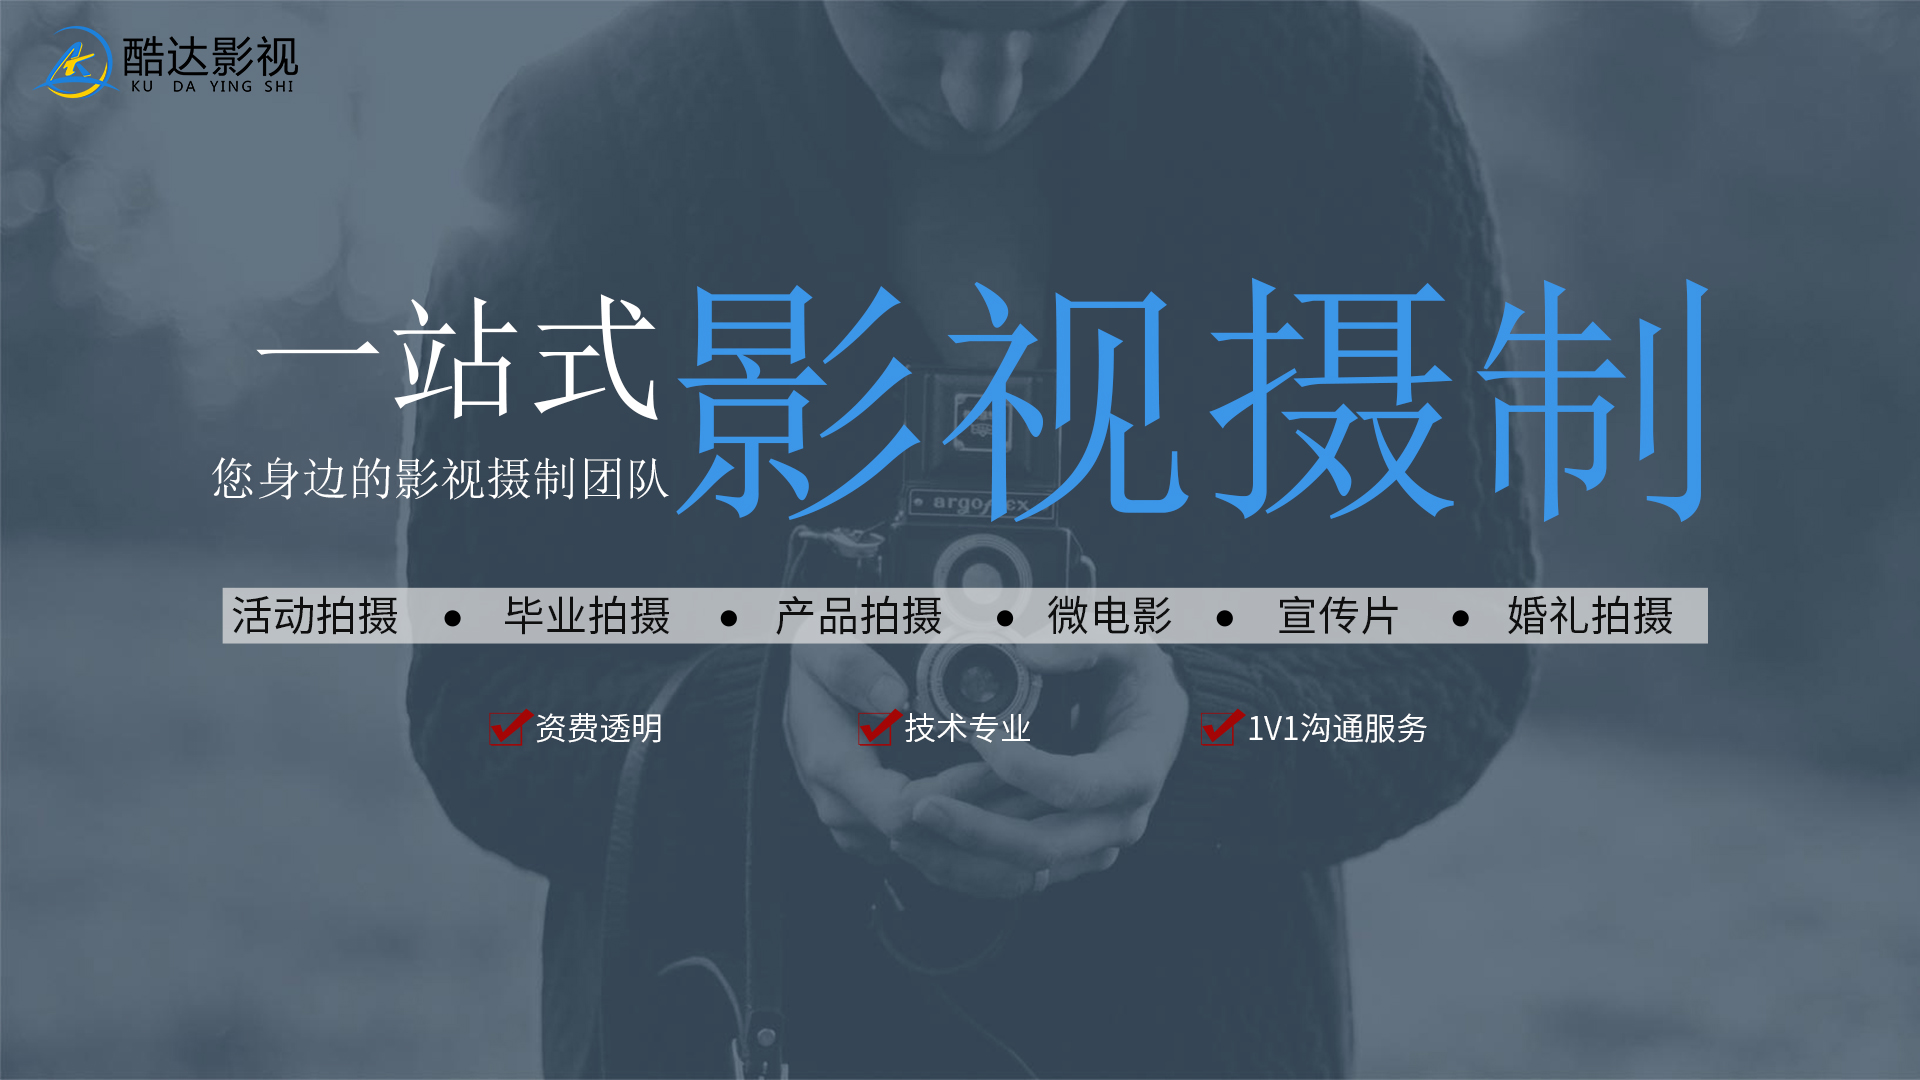 酷达影视
KU DA YING SHI
一站式影视摄制
您身边的影视摄制团队
argoflex
活动拍摄 ● 毕业拍摄 ● 产品拍摄 ● 微电影 ● 宣传片 ● 婚礼拍摄
资费透明 技术专业 1V1沟通服务